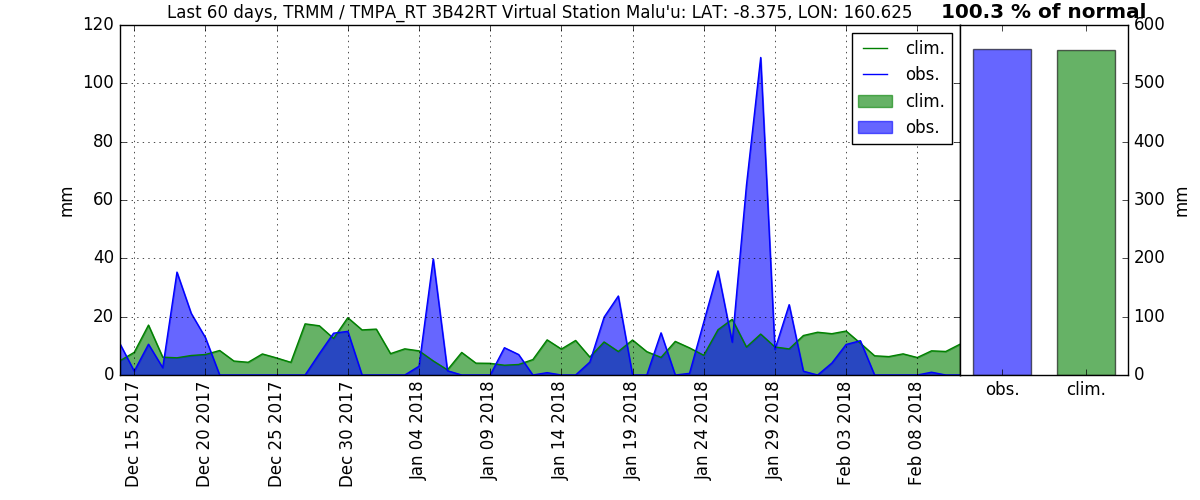 Last 60 days, TRMM / TMPA_RT 3B42RT Virtual Station Malu'u: LAT: -8.375, LON: 160.625
100.3 % of normal
120
100
80
60
40
20
0
mm
clim.
obs.
clim.
obs.
Dec 15 2017
Dec 20 2017
Dec 25 2017
Dec 30 2017
Jan 04 2018
Jan 09 2018
Jan 14 2018
Jan 19 2018
Jan 24 2018
Jan 29 2018
Feb 03 2018
Feb 08 2018
600
500
400
300
200
100
0
mm
obs.
clim.